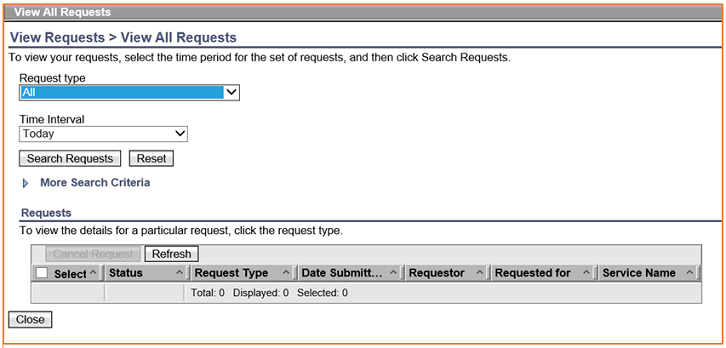 View All Requests
View Requests > View All Requests
To view your requests, select the time period for the set of requests, and then click Search Requests.
Request type
All
Time Interval
Today
Search Requests Reset
More Search Criteria
Requests
To view the details for a particular request, click the request type.
Cancel Request Refresh
Select Status Request Type Date Submitt... Requestor Requested for Service Name
Total: 0 Displayed: 0 Selected: 0
Close